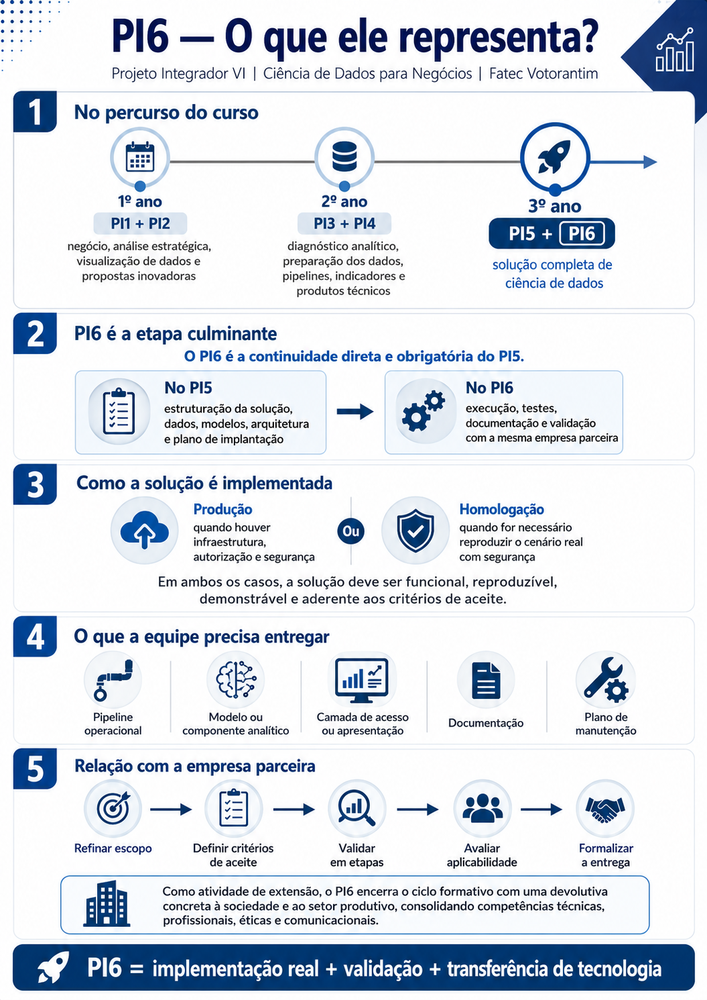 PI6 — O que ele representa?
Projeto Integrador VI | Ciência de Dados para Negócios | Fatec Votorantim
1
No percurso do curso
1º ano
PI1 + PI2
negócio, análise estratégica,
visualização de dados e
propostas inovadoras
2º ano
PI3 + PI4
diagnóstico analítico,
preparação dos dados,
pipelines, indicadores e
produtos técnicos
3º ano
PI5 + PI6
solução completa de
ciência de dados
2
PI6 é a etapa culminante
O PI6 é a continuidade direta e obrigatória do PI5.
No PI5
estruturação da solução,
dados, modelos, arquitetura
e plano de implantação
No PI6
execução, testes,
documentação e validação
com a mesma empresa parceira
3
Como a solução é implementada
Produção
quando houver
infraestrutura,
autorização e segurança
Ou
Homologação
quando for necessário
reproduzir o cenário real
com segurança
Em ambos os casos, a solução deve ser funcional, reproduzível,
demonstrável e aderente aos critérios de aceite.
4
O que a equipe precisa entregar
Pipeline
operacional
Modelo ou
componente analítico
Camada de acesso
ou apresentação
Documentação
Plano de
manutenção
5
Relação com a empresa parceira
Refinar escopo
Definir critérios
de aceite
Validar
em etapas
Avaliar
aplicabilidade
Formalizar
a entrega
Como atividade de extensão, o PI6 encerra o ciclo formativo com uma devolutiva
concreta à sociedade e ao setor produtivo, consolidando competências técnicas,
profissionais, éticas e comunicacionais.
PI6 = implementação real + validação + transferência de tecnologia